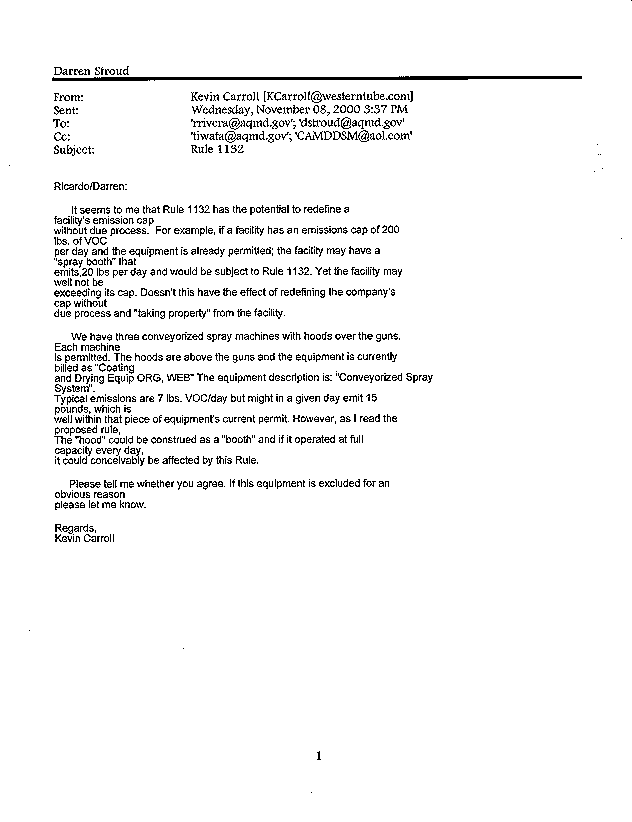 Darren Stroud
From: Kevin Carroll [KCarroll@westerntube.com]
Sent: Wednesday, November 08, 2000 3:37 PM
To: 'rrivera@aqmd.gov'; 'dstroud@aqmd.gov'
Cc: 'tiwata@aqmd.gov'; 'CAMDDSM@aol.com'
Subject: Rule 1132
Ricardo/Darren:
It seems to me that Rule 1132 has the potential to redefine a
facility's emission cap
without due process. For example, if a facility has an emissions cap of 200
lbs. of VOC
per day and the equipment is already permitted; the facility may have a
"spray booth" that
emits,20 lbs per day and would be subject to Rule 1132. Yet the facility may
well not be
exceeding its cap. Doesn't this have the effect of redefining the company's
cap without
due process and "taking property" from the facility.
We have three conveyorized spray machines with hoods over the guns.
Each machine
is permitted. The hoods are above the guns and the equipment is currently
billed as "Coating
and Drying Equip ORG, WEB" The equipment description is: "Conveyorized Spray
System".
Typical emissions are 7 lbs. VOC/day but might in a given day emit 15
pounds, which is
well within that piece of equipment's current permit. However, as I read the
proposed rule,
The "hood" could be construed as a "booth" and if it operated at full
capacity every day,
it could conceivably be affected by this Rule.
Please tell me whether you agree. If this equipment is excluded for an
obvious reason
please let me know.
Regards,
Kevin Carroll
1